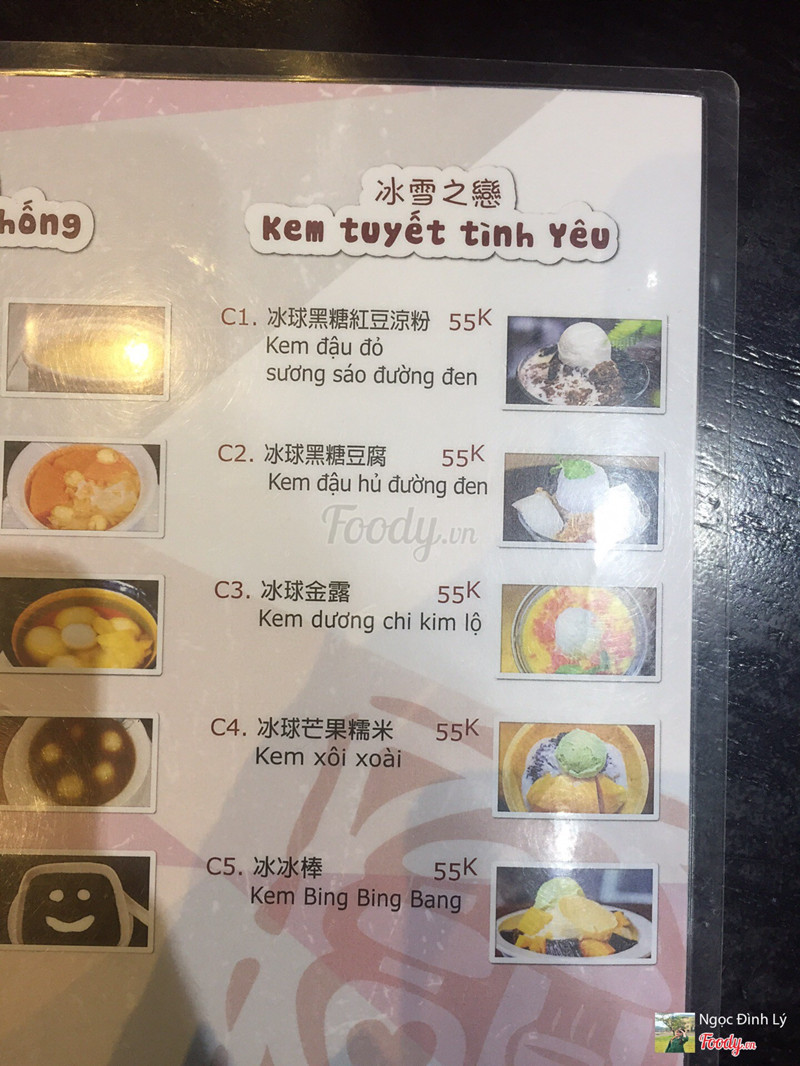 hống
冰雪之戀
Kem tuyết tình Yêu
C1. 冰球黑糖紅豆涼粉 55K
Kem đậu đỏ
sương sáo đường đen
C2. 冰球黑糖豆腐 55K
Kem đậu hủ đường đen
Foody.vn
C3. 冰球金露 55K
Kem dương chi kim lộ
C4. 冰球芒果糯米 55K
Kem xôi xoài
C5. 冰冰棒 55K
Kem Bing Bing Bang
Ngọc Đình Lý
Foody.vn